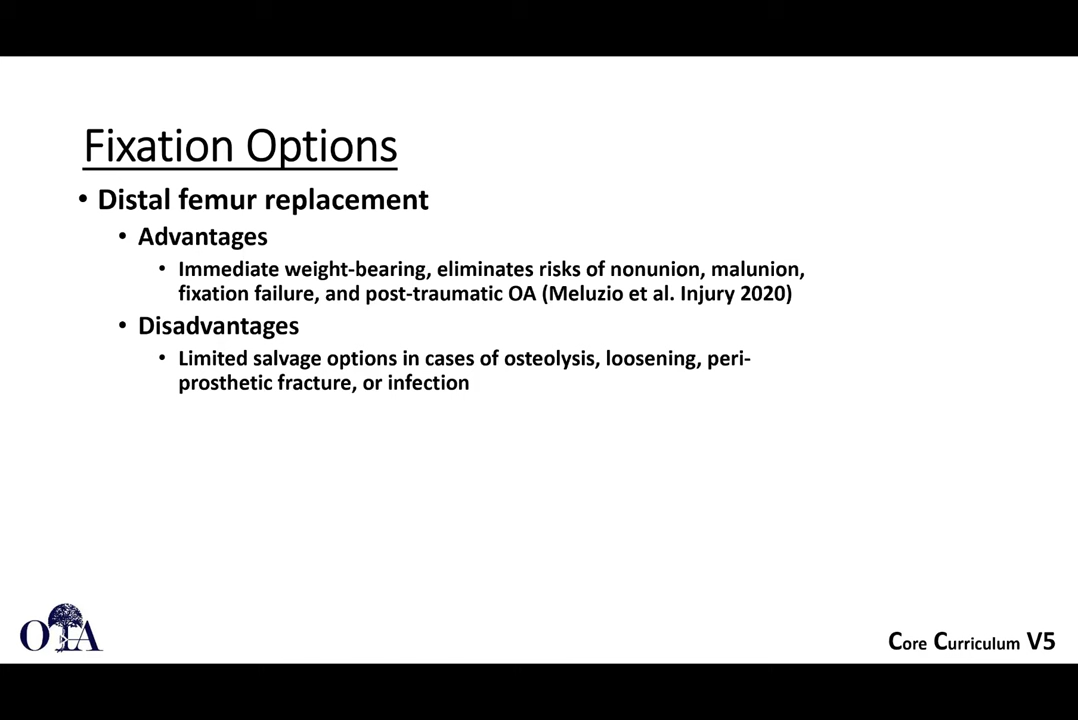 Fixation Options
• Distal femur replacement
• Advantages
• Immediate weight-bearing, eliminates risks of nonunion, malunion,
fixation failure, and post-traumatic OA (Meluzio et al. Injury 2020)
• Disadvantages
• Limited salvage options in cases of osteolysis, loosening, peri-
prosthetic fracture, or infection
OTA
Core Curriculum V5